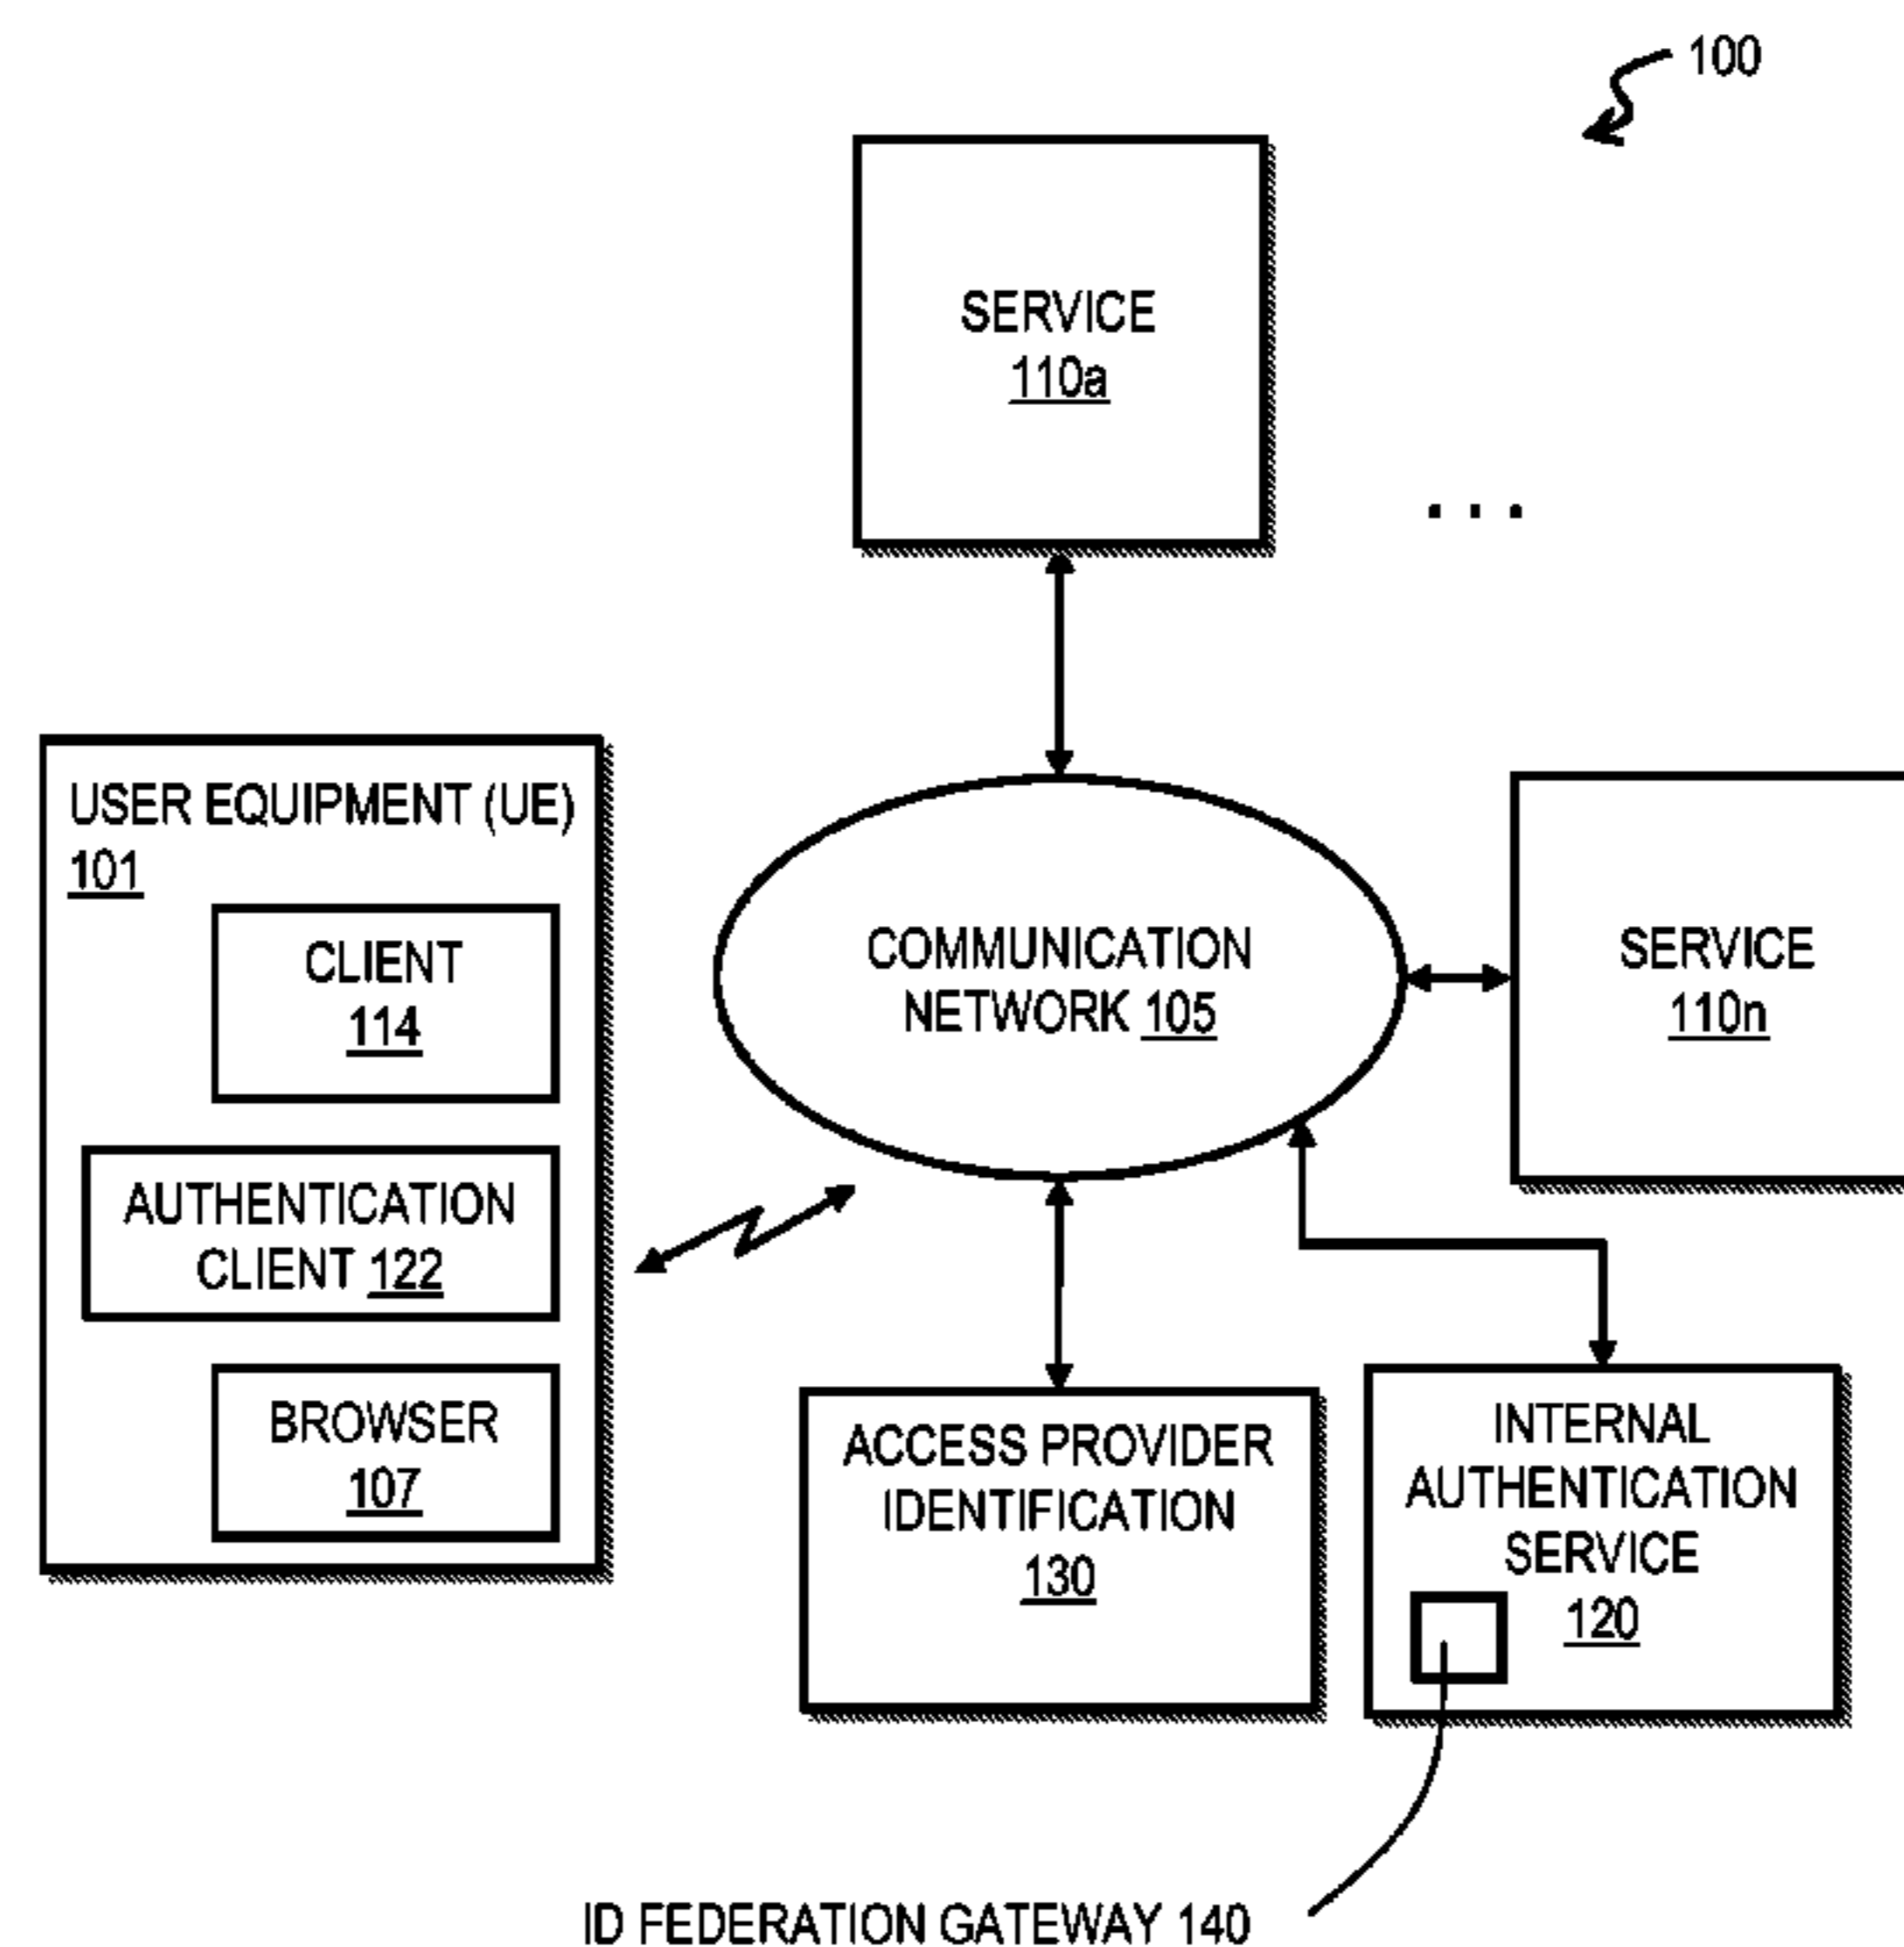 100
SERVICE
110a
. . .
USER EQUIPMENT (UE)
101
CLIENT
114
AUTHENTICATION
CLIENT 122
BROWSER
107
COMMUNICATION
NETWORK 105
SERVICE
110n
ACCESS PROVIDER
IDENTIFICATION
130
INTERNAL
AUTHENTICATION
SERVICE
120
ID FEDERATION GATEWAY 140